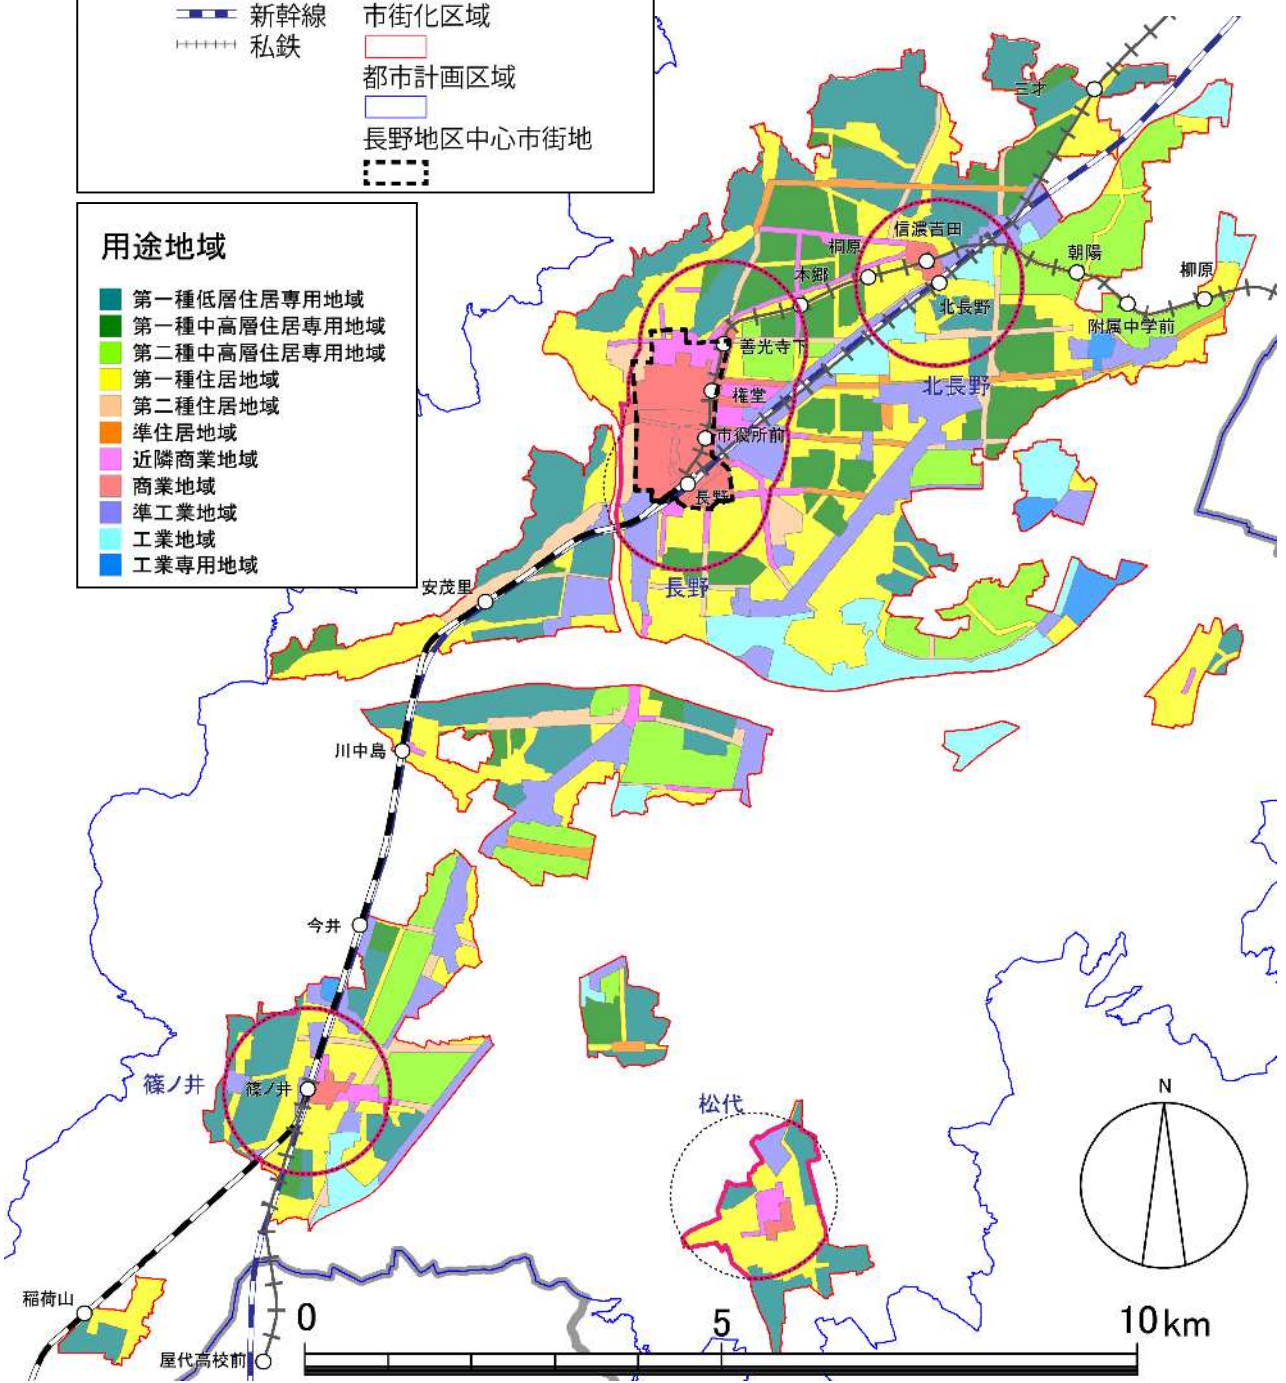 新幹線
市街化区域
私鉄
都市計画区域
長野地区中心市街地
用途地域
第一種低層住居専用地域
第一種中高層住居専用地域
第二種中高層住居専用地域
第一種住居地域
第二種住居地域
準住居地域
近隣商業地域
商業地域
準工業地域
工業地域
工業専用地域
三才
信濃吉田
桐原
朝陽
柳原
本郷
北長野
附属中学前
善光寺下
北長野
権堂
市役所前
長野
安茂里
長野
川中島
今井
篠ノ井
篠ノ井
松代
N
稲荷山
0
5
10km
屋代高校前